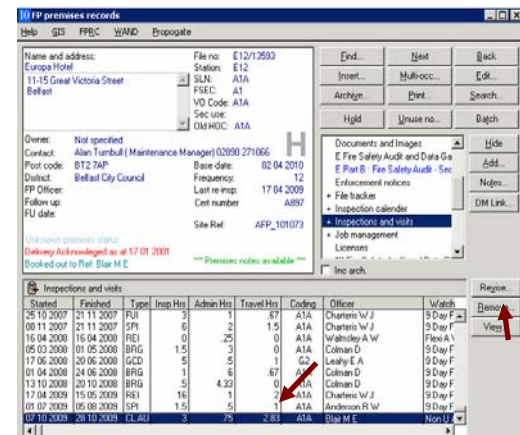 FP premises records
Help GIS FPRC WAND Propogate
Name and address:
Europa Hotel
11-15 Great Victoria Street
Belfast
File no: E12/13593
Station: E12
SLN: A1A
FSEC: A1
VO Code: A1A
Sec use:
Old HOC: A1A
Find... Next Back
Insert... Multi-occ... Edit...
Archive... Print... Search...
Hold Unuse no... Batch
Owner: Not specified
Contact: Alan Turnbull ( Maintenance Manager) 02890 271066
H
Post code: BT2 7AP
Base date: 02 04 2010
District: Belfast City Council
Frequency: 12
FP Officer:
Last re-insp: 17 04 2009
Follow up:
Cert number A897
FU date:
Site Ref: AFP_101073
Unknown premises status
Delivery Acknowleged as at 17 01 2001
Booked out to Ref: Blair M E
*** Premises notes available ***
Documents and Images
E Fire Safety Audit and Data Ga
E Part B : Fire Safety Audit - Sec
Enforcement notices
+ File tracker
+ Inspection calender
+ Inspections and visits
+ Job management
Licenses
Inc arch.
Hide
Add...
Notes...
DM Link...
Inspections and visits
Revise...
Remove...
View
Started Finished Type Insp Hrs Admin Hrs Travel Hrs Coding Officer Watch
25 10 2007 21 11 2007 FUI 3 1 .67 A1A Charteris W J 9 Day F
08 11 2007 21 11 2007 SPI 6 2 1.5 A1A Charteris W J 9 Day F
16 04 2008 16 04 2008 REI 0 .25 0 A1A Walmsley A W Flexi A
05 03 2008 01 05 2008 BRG 1.5 3 0 A1A Colman D 9 Day F
17 06 2008 20 06 2008 GCD 5 .5 1 G2 Leahy E A 9 Day F
01 04 2008 24 06 2008 BRG 1 6 .67 A1A Colman D 9 Day F
13 10 2008 20 10 2008 BRG .5 4.33 0 A1A Colman D 9 Day F
17 04 2009 15 05 2009 REI 16 1 2 A1A Charteris W J 9 Day F
01 07 2009 05 08 2009 SPI 1.5 .5 1 A1A Anderson R W 9 Day F
07 10 2009 28 10 2009 CL AU 3 .75 2.83 A1A Blair M E Non U